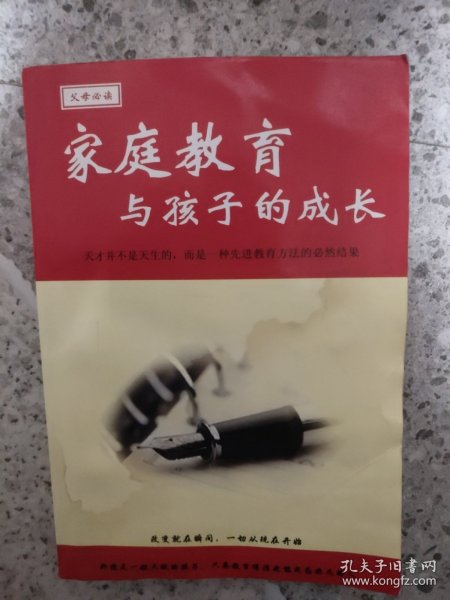 父母必读
家庭教育
与孩子的成长
天才并不是天生的，而是一种先进教育方法的必然结果
改变就在瞬间，一切从现在开始
孔夫子旧书网
book.kongfz.com